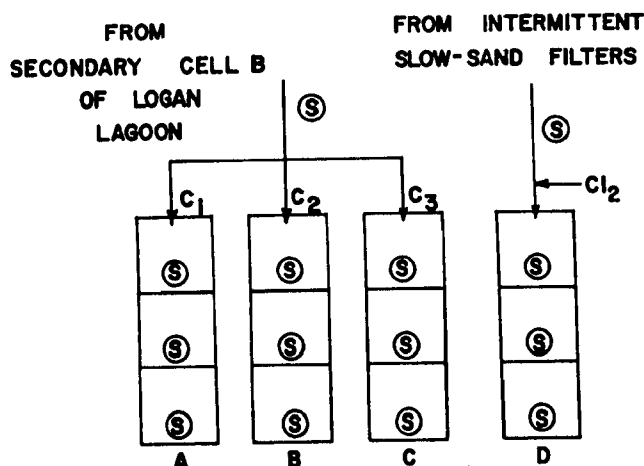 FROM
SECONDARY CELL B
OF LOGAN
LAGOON
FROM INTERMITTENT
SLOW-SAND FILTERS
S
S
Cl2
C1
C2
C3
S
S
S
S
S
S
S
S
S
S
S
S
A
B
C
D